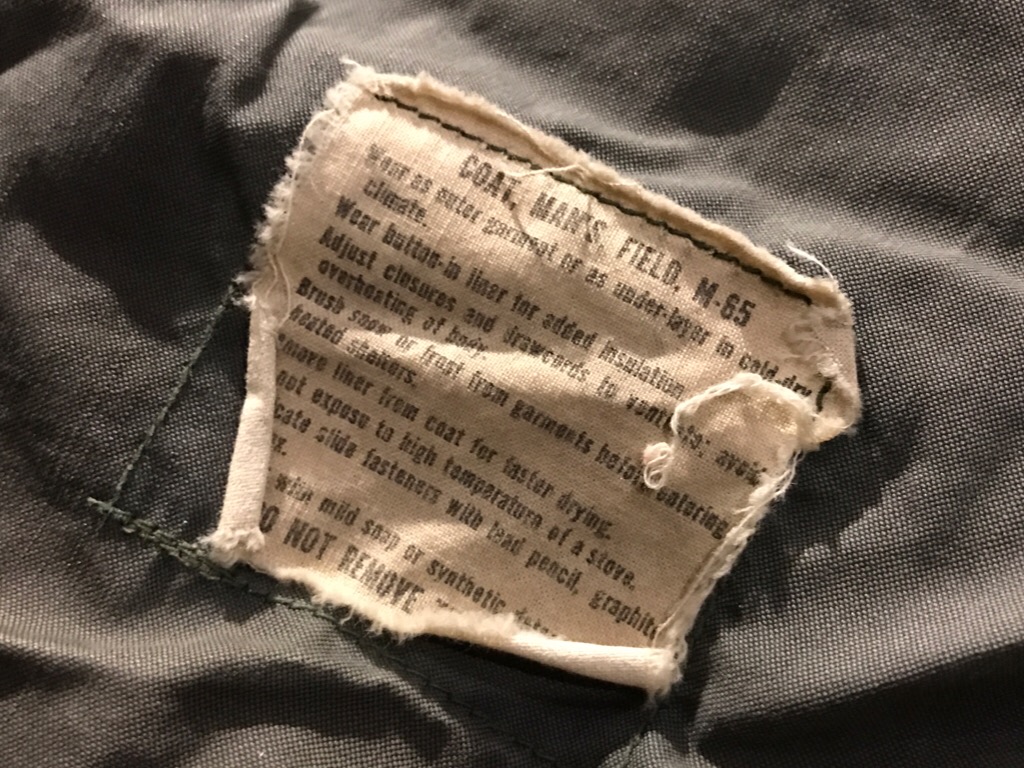 COAT, MAN'S, FIELD, M-65
Wear as outer garment or as under-layer in cold dry
climate.
Wear button-in liner for added insulation
Adjust closures and drawcords to ventilate: avoid
overheating of body.
Brush snow or frost from garments before entering
heated shelters.
move liner from coat for faster drying.
not expose to high temperature of a stove.
cate slide fasteners with lead pencil, graphite
x.
with mild soap or synthetic
DO NOT REMOVE